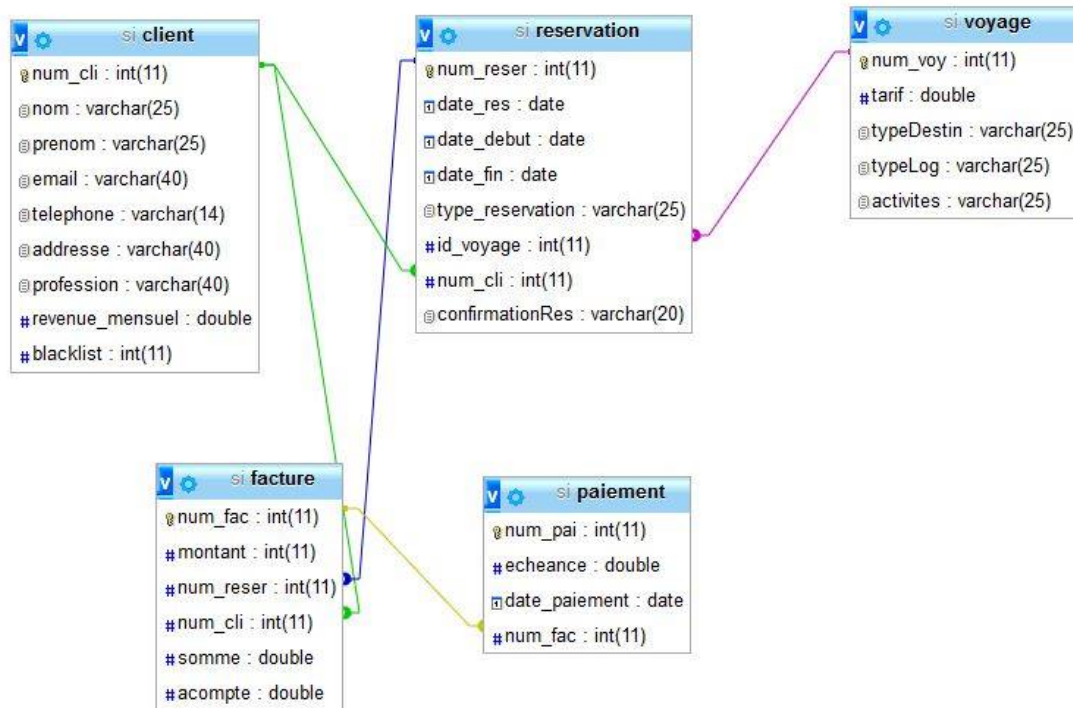 si client
num_cli : int(11)
nom : varchar(25)
prenom : varchar(25)
email : varchar(40)
telephone : varchar(14)
addresse : varchar(40)
profession : varchar(40)
#revenue_mensuel : double
#blacklist : int(11)
si reservation
num_reser : int(11)
date_res : date
date_debut : date
date_fin : date
type_reservation : varchar(25)
#id_voyage : int(11)
#num_cli : int(11)
confirmationRes : varchar(20)
si voyage
num_voy : int(11)
#tarif : double
typeDestin : varchar(25)
typeLog : varchar(25)
activites : varchar(25)
si facture
num_fac : int(11)
#montant : int(11)
#num_reser : int(11)
#num_cli : int(11)
#somme : double
#acompte : double
si paiement
num_pai : int(11)
#echeance : double
date_paiement : date
#num_fac : int(11)